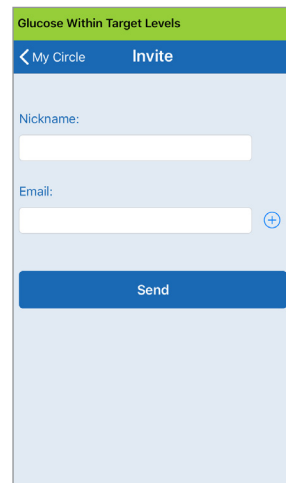 Glucose Within Target Levels
My Circle Invite
Nickname:
Email:
Send